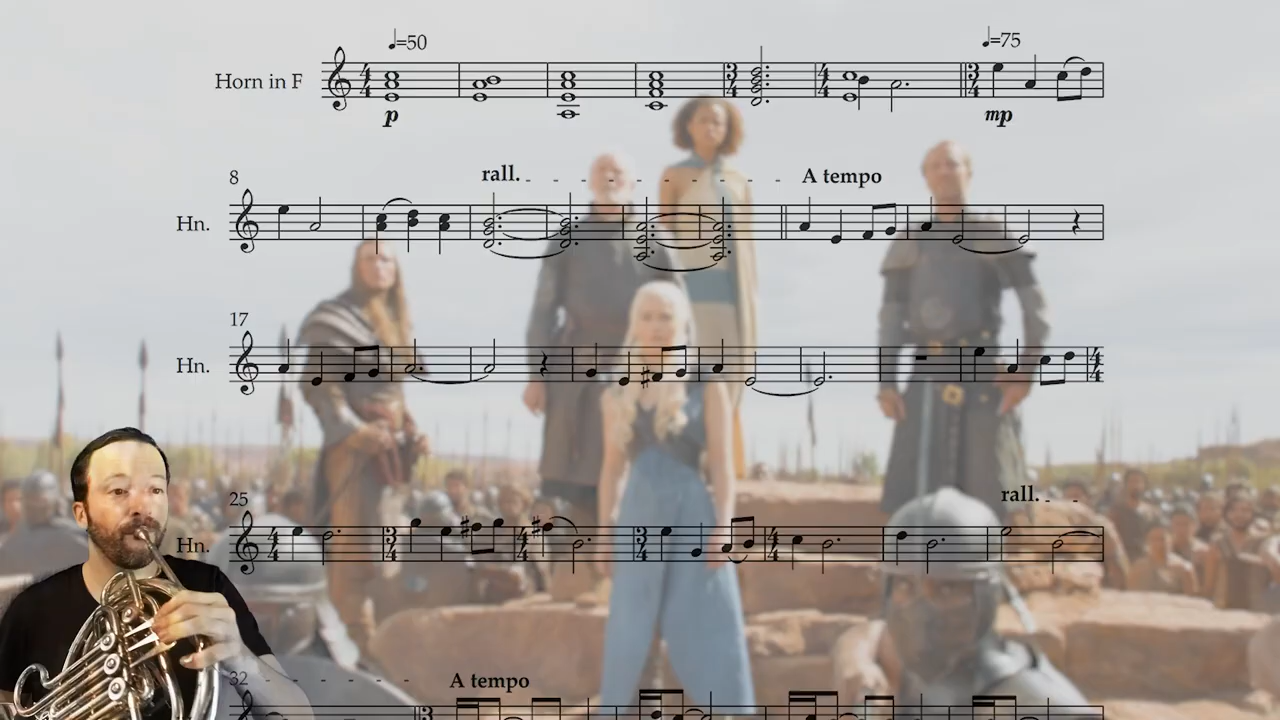 ♩=50 ♩=75
Horn in F
p mp
8 rall. A tempo
Hn.
17
Hn.
25 rall.
Hn.
32 A tempo